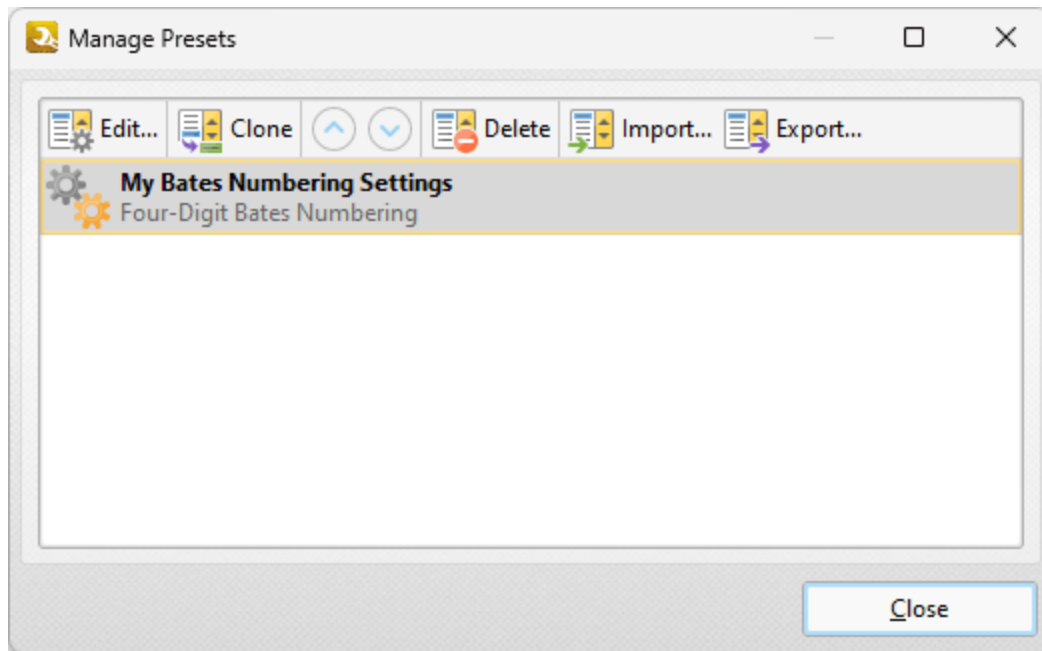 Manage Presets
Edit... Clone Delete Import... Export...
My Bates Numbering Settings
Four-Digit Bates Numbering
Close